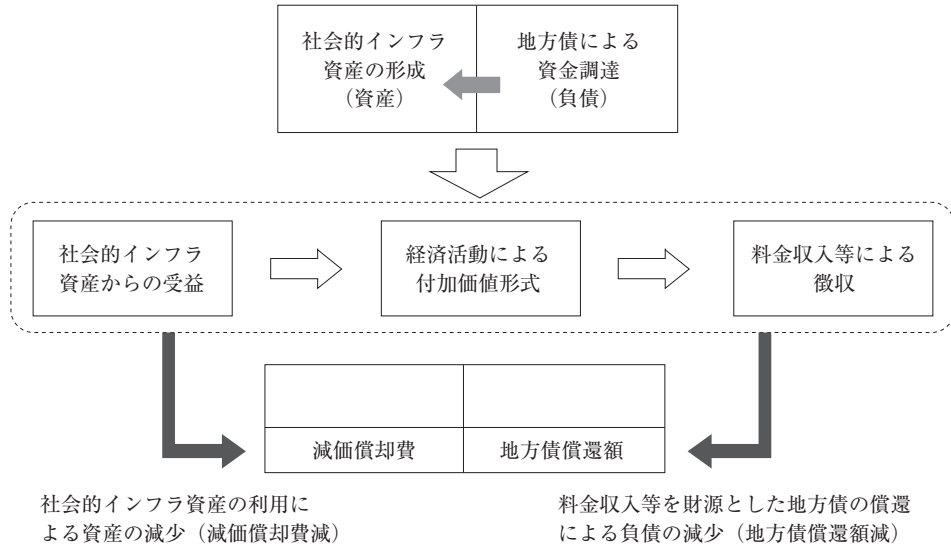 社会的インフラ
資産の形成
（資産）
地方債による
資金調達
（負債）
社会的インフラ
資産からの受益
経済活動による
付加価値形式
料金収入等による
徴収
減価償却費
地方債償還額
社会的インフラ資産の利用に
よる資産の減少（減価償却費減）
料金収入等を財源とした地方債の償還
による負債の減少（地方債償還額減）